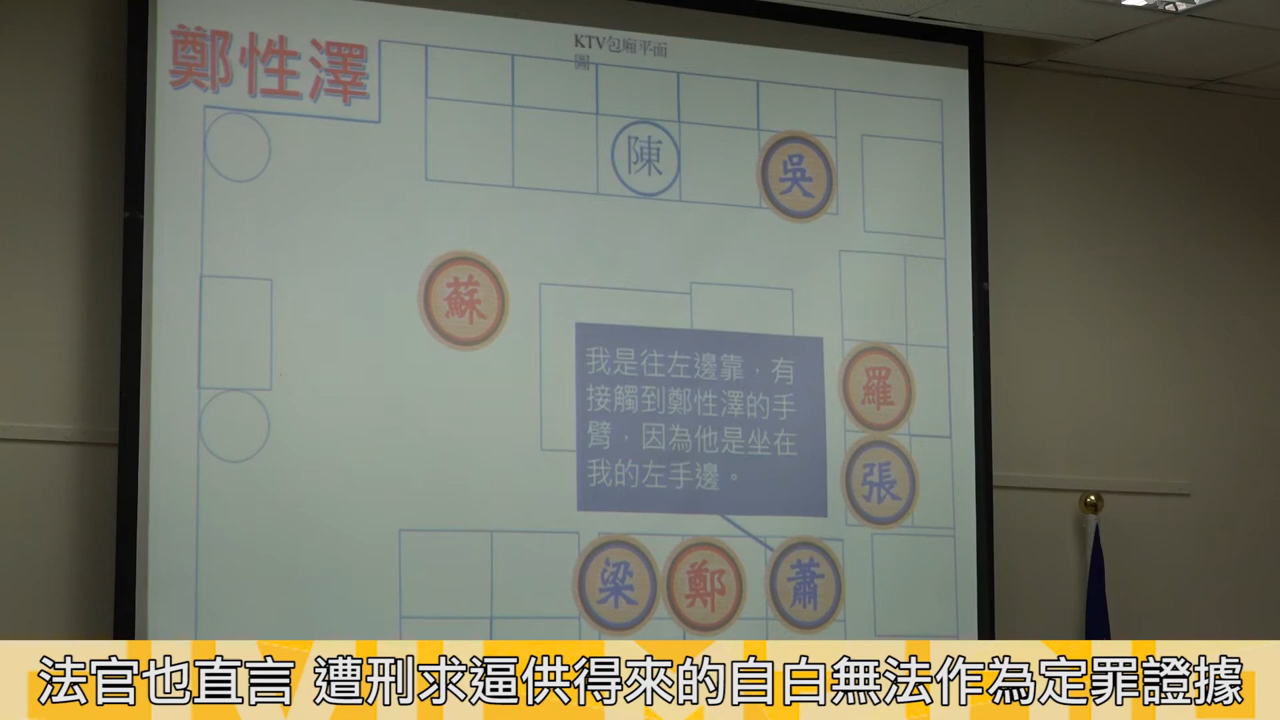 鄭性澤
KTV包廂平面
圖
陳
吳
蘇
我是往左邊靠，有
接觸到鄭性澤的手
臂，因為他是坐在
我的左手邊。
羅
張
梁 鄭 蕭
法官也直言 遭刑求逼供得來的自白無法作為定罪證據